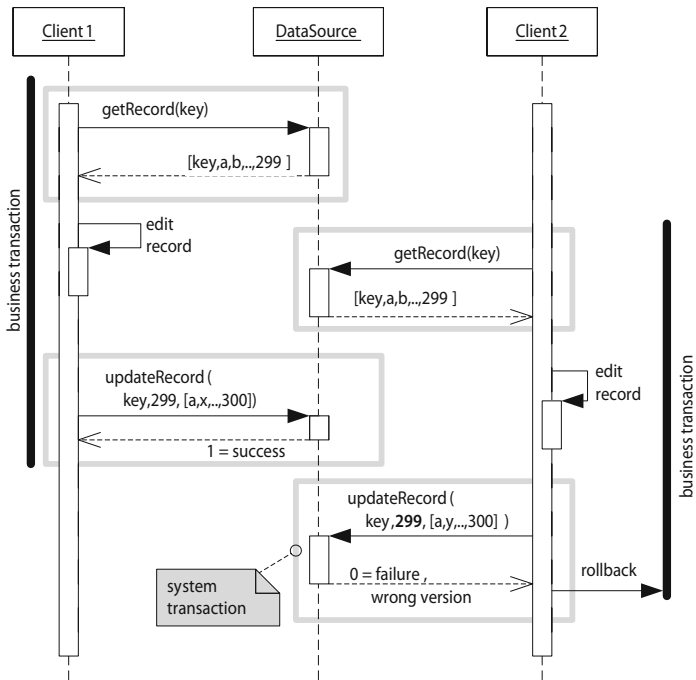 Client 1
DataSource
Client 2
getRecord(key)
[key,a,b,..,299 ]
edit
record
business transaction
getRecord(key)
[key,a,b,..,299 ]
updateRecord (
key,299, [a,x,..,300])
1 = success
edit
record
business transaction
updateRecord (
key,299, [a,y,..,300] )
0 = failure ,
wrong version
rollback
system
transaction